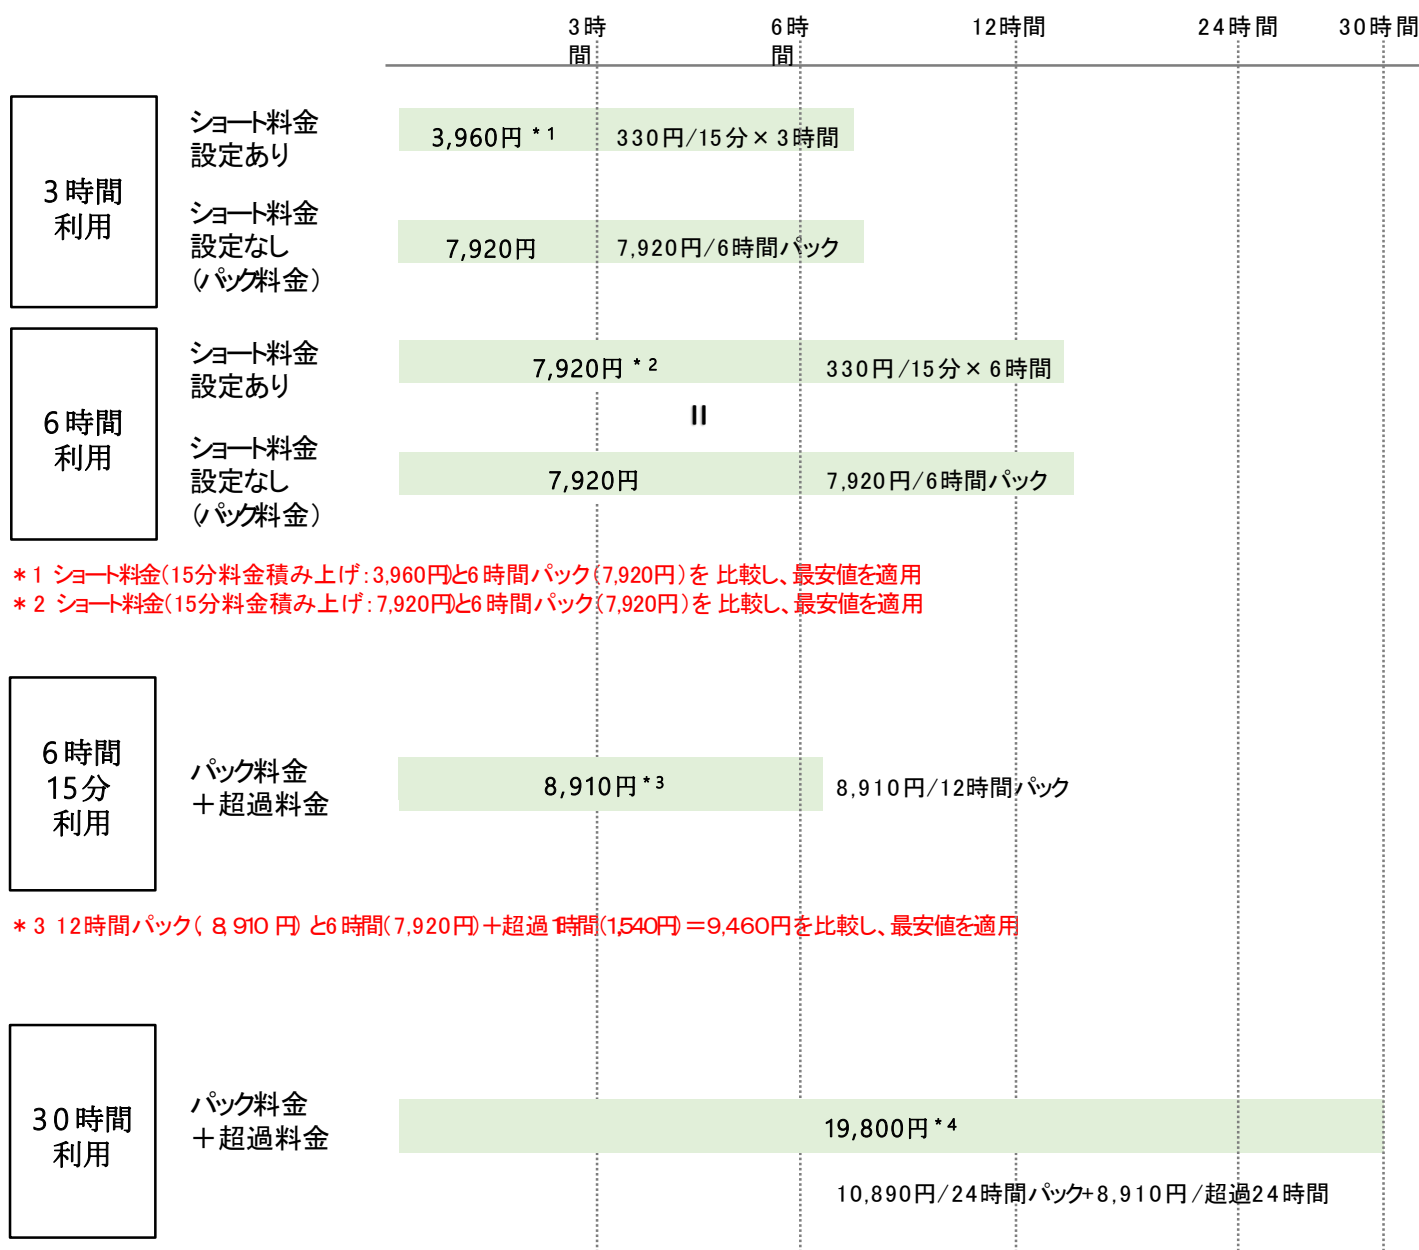 3時
間
6時
間
12時間
24時間
30時間
3時間
利用
ショート料金
設定あり
3,960円 *1
330円/15分×3時間
ショート料金
設定なし
(パック料金)
7,920円
7,920円/6時間パック
6時間
利用
ショート料金
設定あり
7,920円 *2
330円/15分×6時間
=
ショート料金
設定なし
(パック料金)
7,920円
7,920円/6時間パック
*1 ショート料金(15分料金積み上げ:3,960円)と6時間パック(7,920円)を 比較し、最安値を適用
*2 ショート料金(15分料金積み上げ:7,920円)と6時間パック(7,920円)を 比較し、最安値を適用
6時間
15分
利用
パック料金
+超過料金
8,910円*3
8,910円/12時間パック
*3 12時間パック( 8,910 円) と6時間(7,920円)+超過1時間(1,540円)=9,460円を比較し、最安値を適用
30時間
利用
パック料金
+超過料金
19,800円*4
10,890円/24時間パック+8,910円/超過24時間